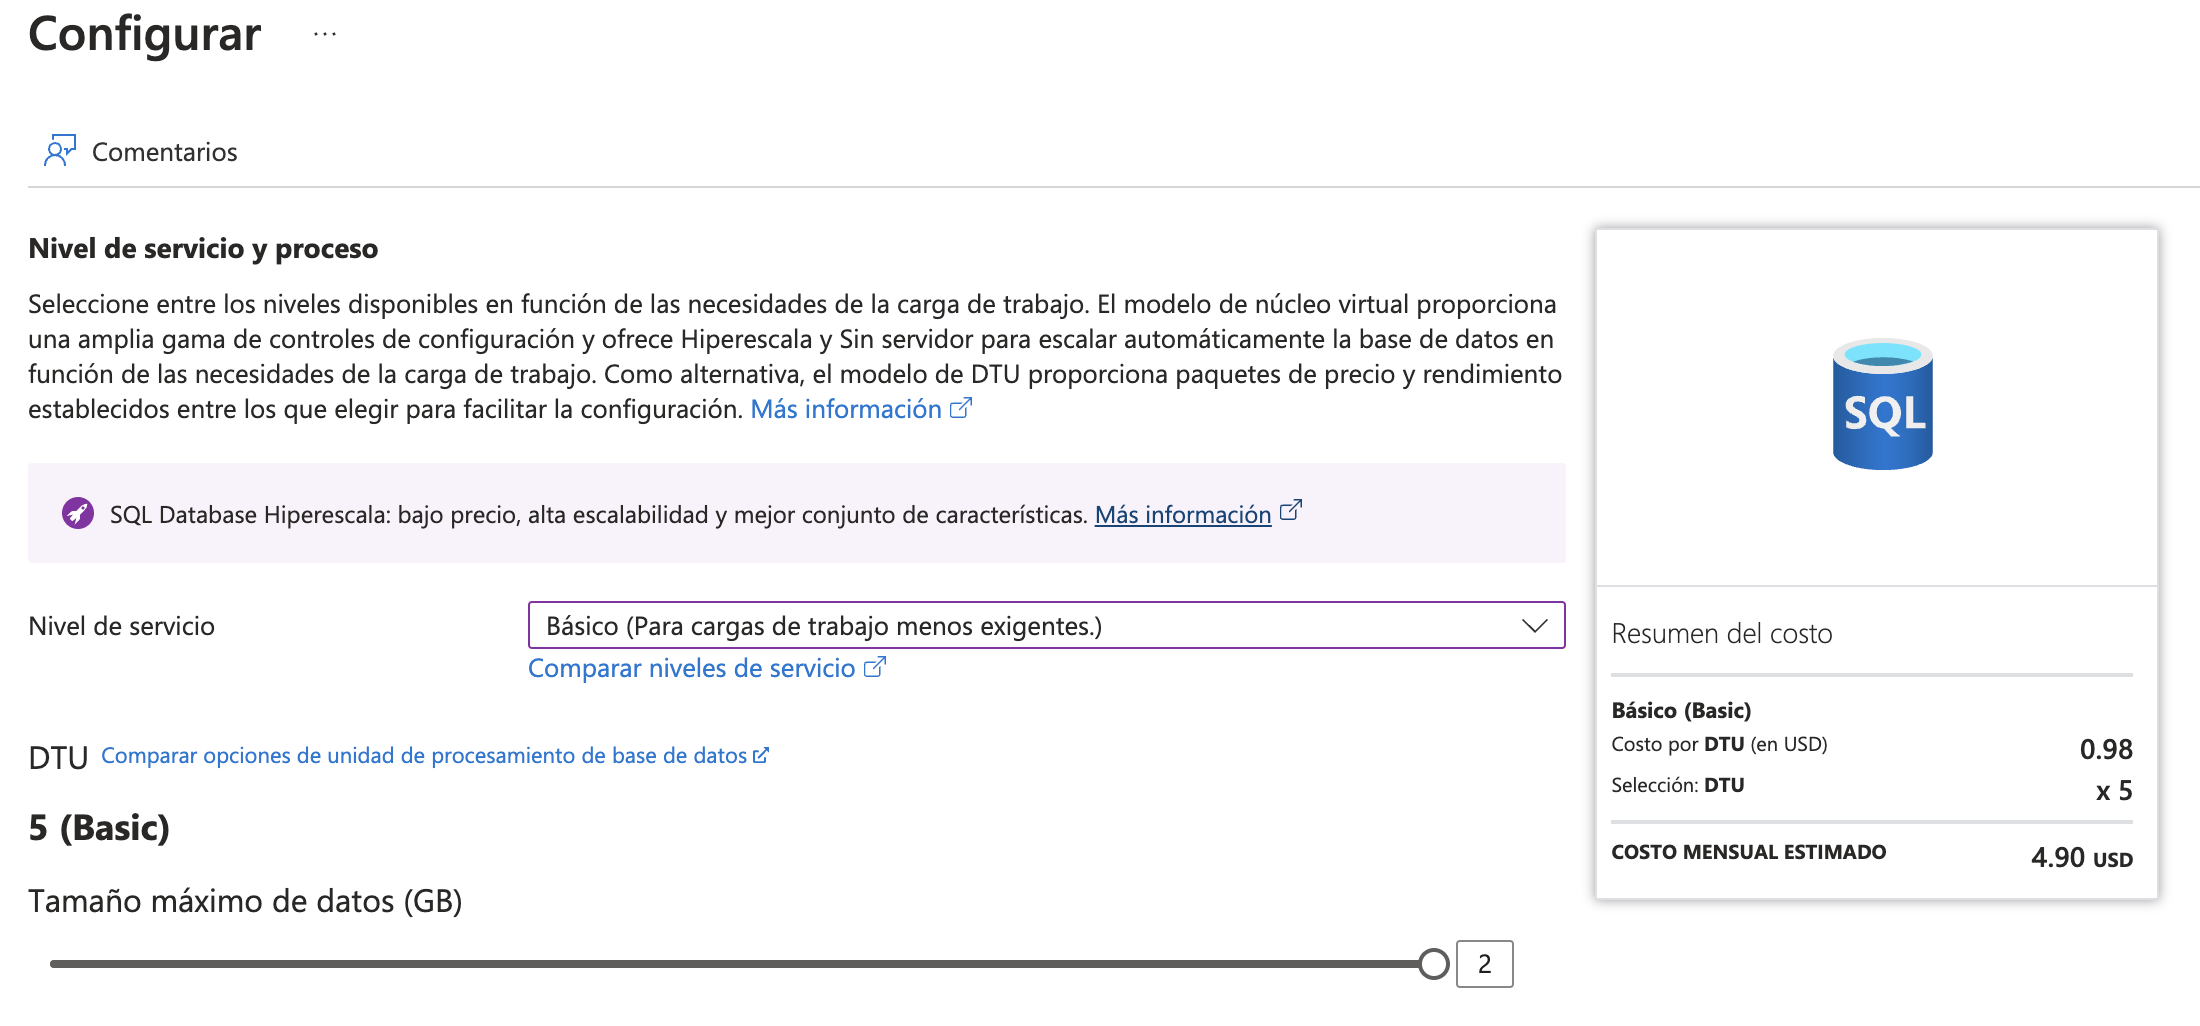 Configurar ...
Comentarios
Nivel de servicio y proceso
Seleccione entre los niveles disponibles en función de las necesidades de la carga de trabajo. El modelo de núcleo virtual proporciona
una amplia gama de controles de configuración y ofrece Hiperescala y Sin servidor para escalar automáticamente la base de datos en
función de las necesidades de la carga de trabajo. Como alternativa, el modelo de DTU proporciona paquetes de precio y rendimiento
establecidos entre los que elegir para facilitar la configuración. Más información
SQL Database Hiperescala: bajo precio, alta escalabilidad y mejor conjunto de características. Más información
Nivel de servicio
Básico (Para cargas de trabajo menos exigentes.)
Comparar niveles de servicio
DTU Comparar opciones de unidad de procesamiento de base de datos
5 (Basic)
Tamaño máximo de datos (GB)
2
SQL
Resumen del costo
Básico (Basic)
Costo por DTU (en USD) 0.98
Selección: DTU x 5
COSTO MENSUAL ESTIMADO 4.90 USD